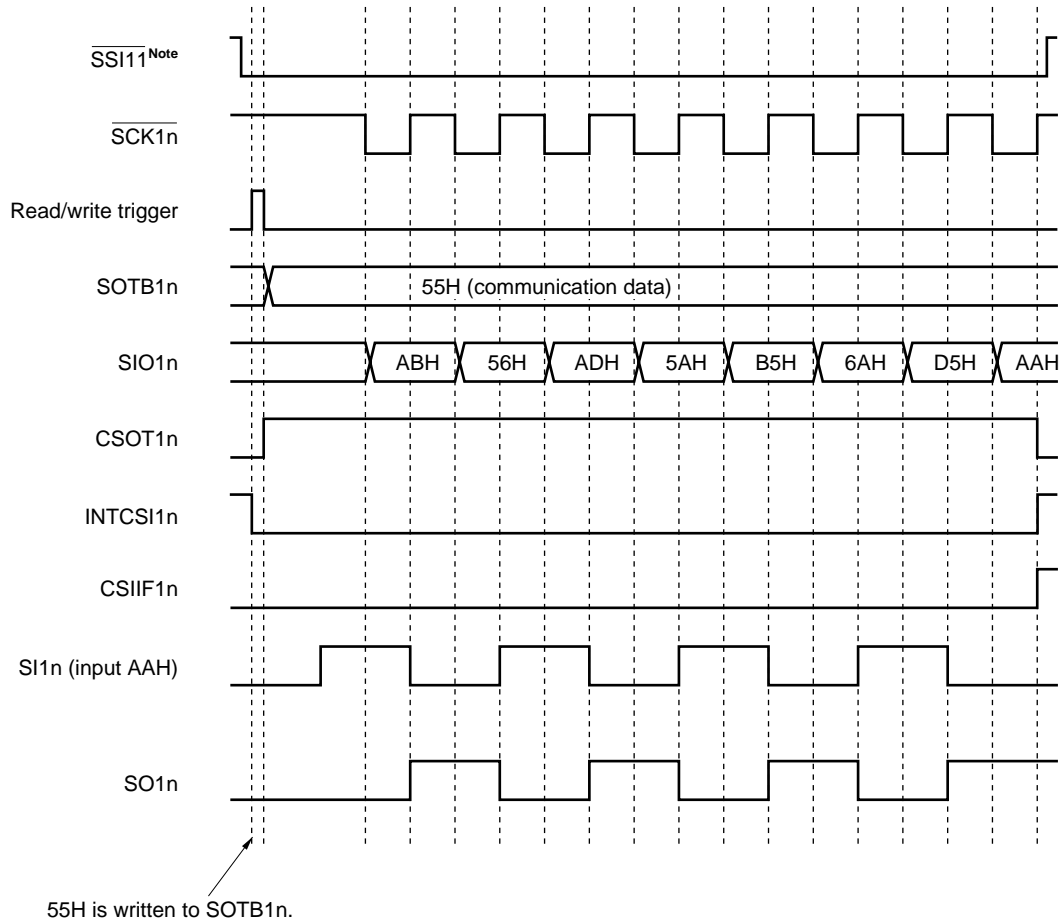 SSI11Note
SCK1n
Read/write trigger
SOTB1n
55H (communication data)
SIO1n
ABH 56H ADH 5AH B5H 6AH D5H AAH
CSOT1n
INTCSI1n
CSIIF1n
SI1n (input AAH)
SO1n
55H is written to SOTB1n.